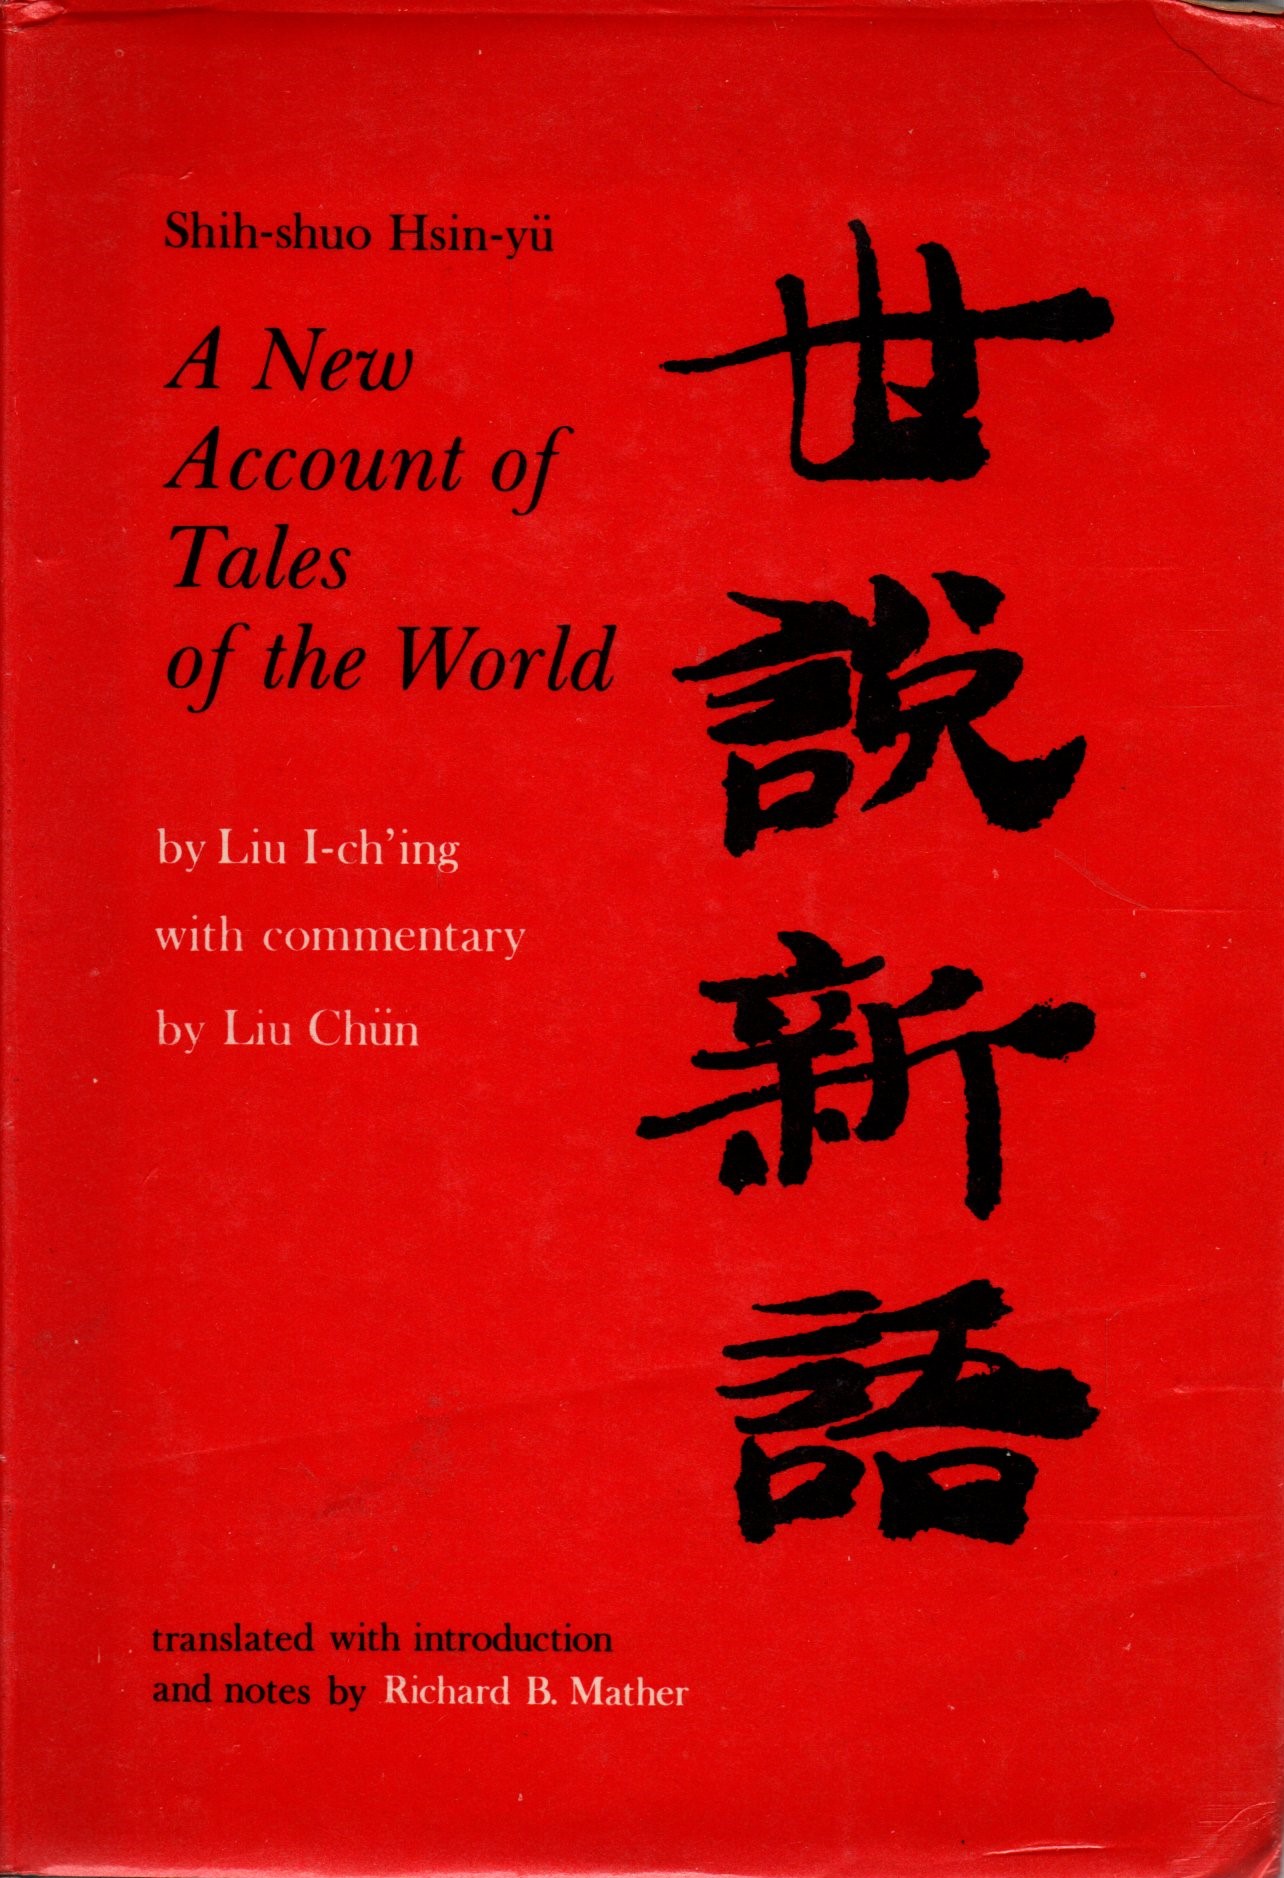 Shih-shuo Hsin-yü
A New
Account of
Tales
of the World
by Liu I-ch'ing
with commentary
by Liu Chün
世說新語
translated with introduction
and notes by Richard B. Mather